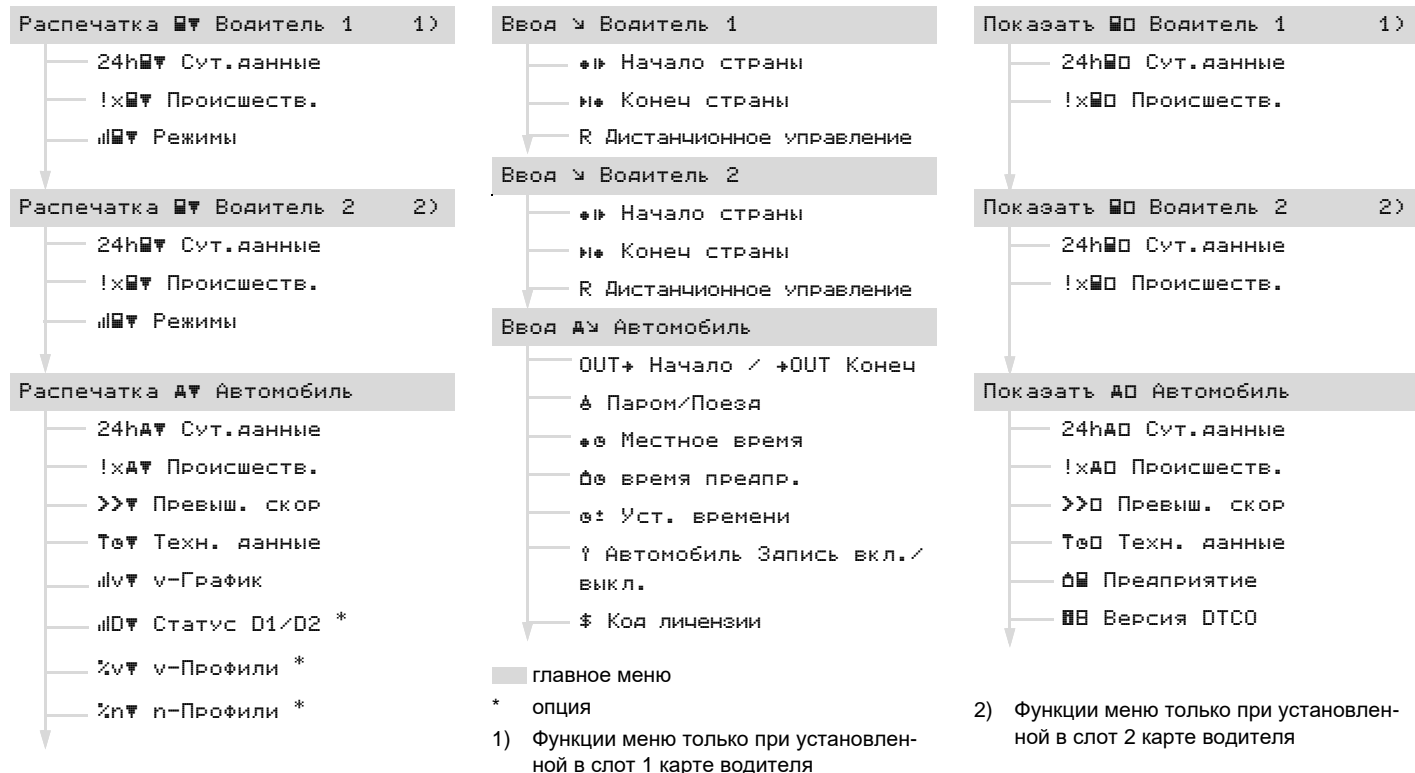 Распечатка ▼ Водитель 1 1)
24h▼ Сут.данные
!x▼ Происшеств.
▼ Режимы
Распечатка ▼ Водитель 2 2)
24h▼ Сут.данные
!x▼ Происшеств.
▼ Режимы
Распечатка ▼ Автомобиль
24h▼ Сут.данные
!x▼ Происшеств.
>>▼ Превыш. скор
T▼ Техн. данные
v▼ v-График
D▼ Статус D1/D2 *
%v▼ v-Профили *
%n▼ n-Профили *
Ввод Водитель 1
Начало страны
Конец страны
R Дистанционное управление
Ввод Водитель 2
Начало страны
Конец страны
R Дистанционное управление
Ввод Автомобиль
OUT→ Начало / →OUT Конец
Паром/Поезд
Местное время
время предпр.
± Уст. времени
Автомобиль Запись вкл./
выкл.
Код лицензии
главное меню
* опция
1) Функции меню только при установлен-
ной в слот 1 карте водителя
Показать Водитель 1 1)
24h Сут.данные
!x Происшеств.
Показать Водитель 2 2)
24h Сут.данные
!x Происшеств.
Показать Автомобиль
24h Сут.данные
!x Происшеств.
>> Превыш. скор
T Техн. данные
Предприятие
Версия DTCO
2) Функции меню только при установлен-
ной в слот 2 карте водителя